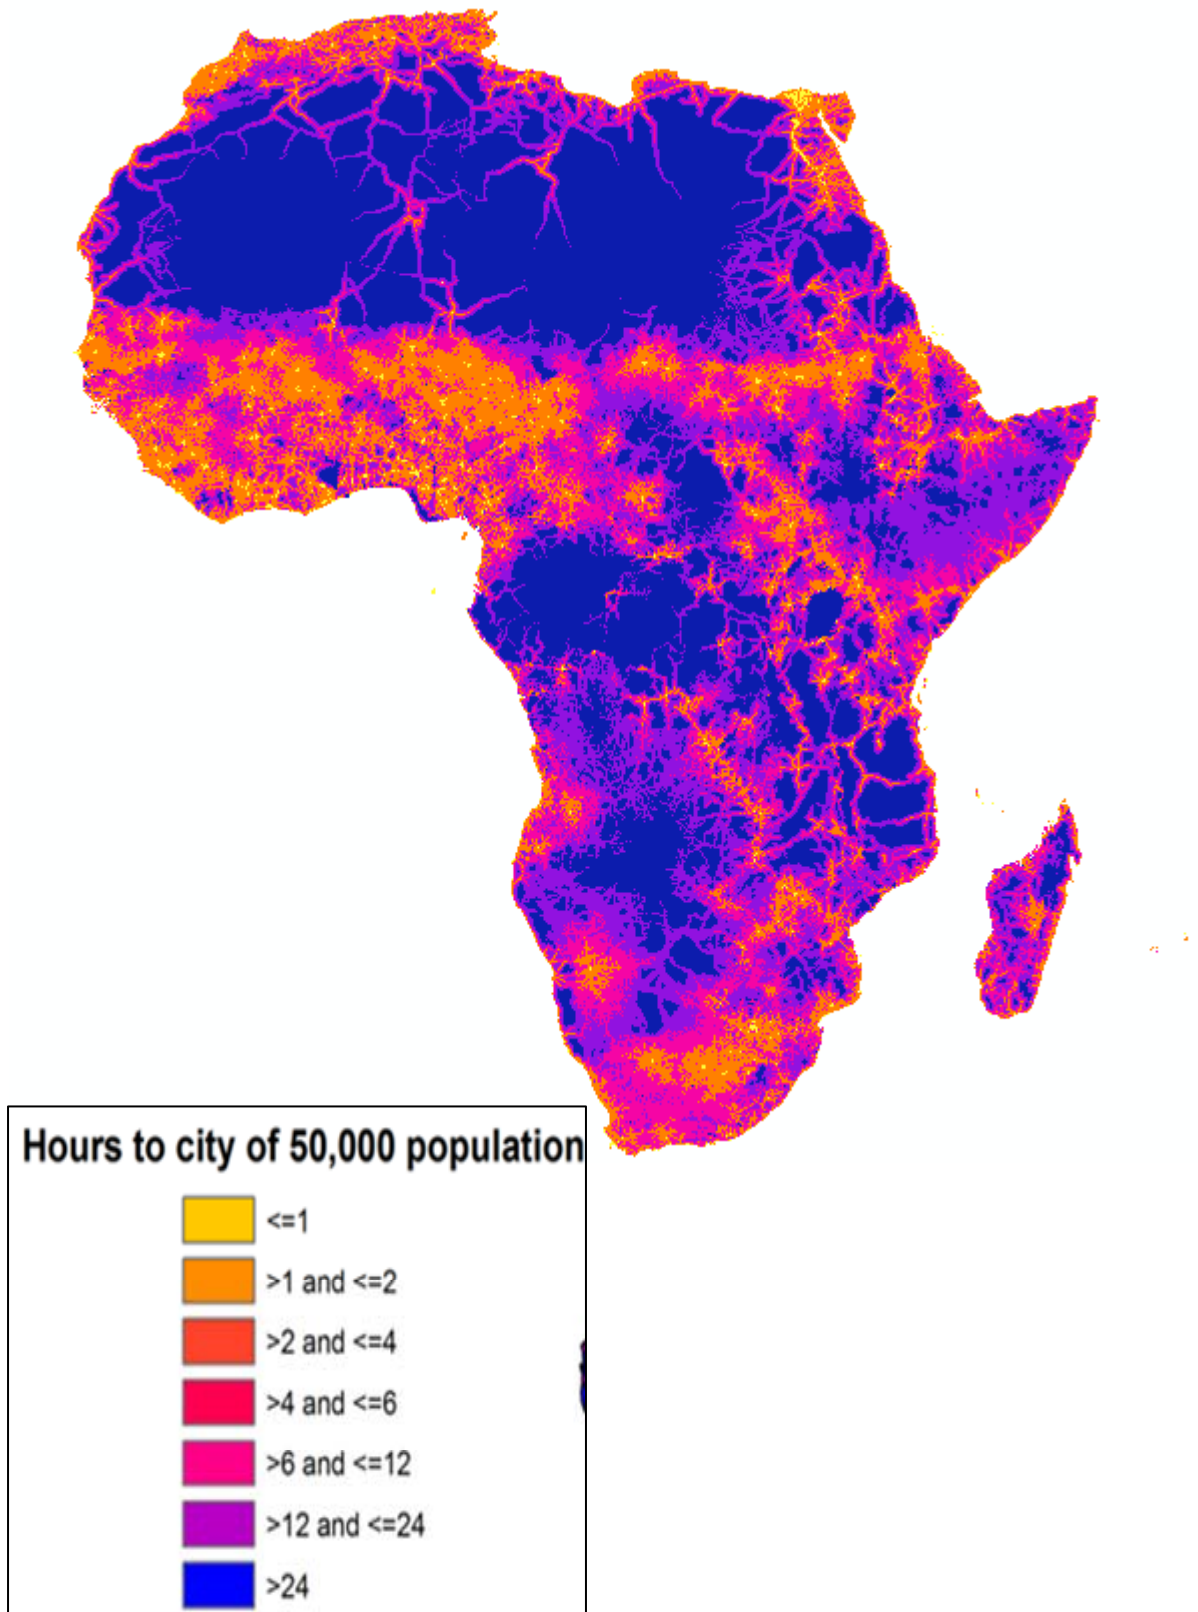 Hours to city of 50,000 population
<=1
>1 and <=2
>2 and <=4
>4 and <=6
>6 and <=12
>12 and <=24
>24